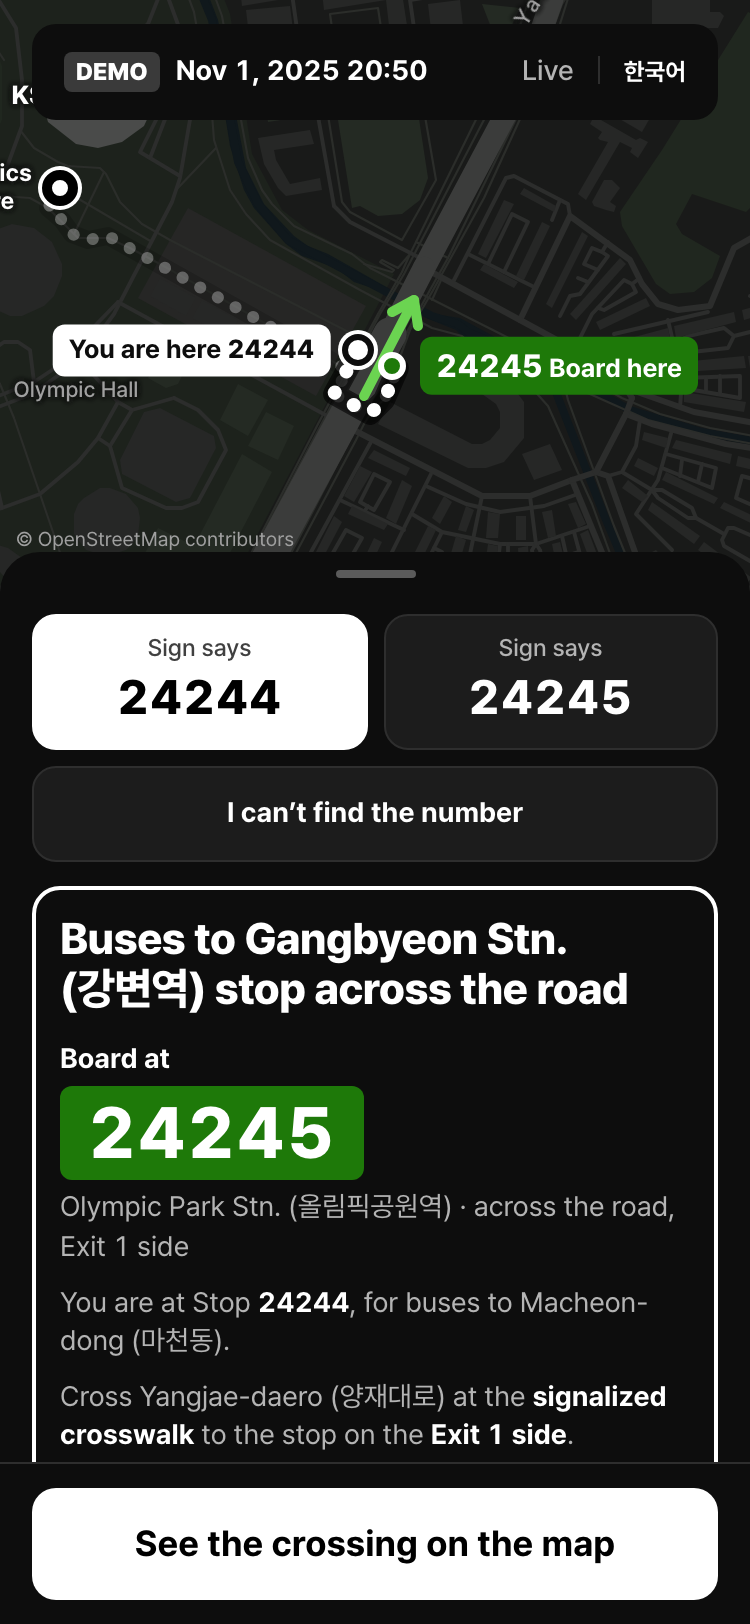 Ya
DEMO Nov 1, 2025 20:50 Live 한국어
You are here 24244
24245 Board here
Olympic Hall
© OpenStreetMap contributors
Sign says
24244
Sign says
24245
I can’t find the number
Buses to Gangbyeon Stn.
(강변역) stop across the road
Board at
24245
Olympic Park Stn. (올림픽공원역) · across the road,
Exit 1 side
You are at Stop 24244, for buses to Macheon-
dong (마천동).
Cross Yangjae-daero (양재대로) at the signalized
crosswalk to the stop on the Exit 1 side.
See the crossing on the map